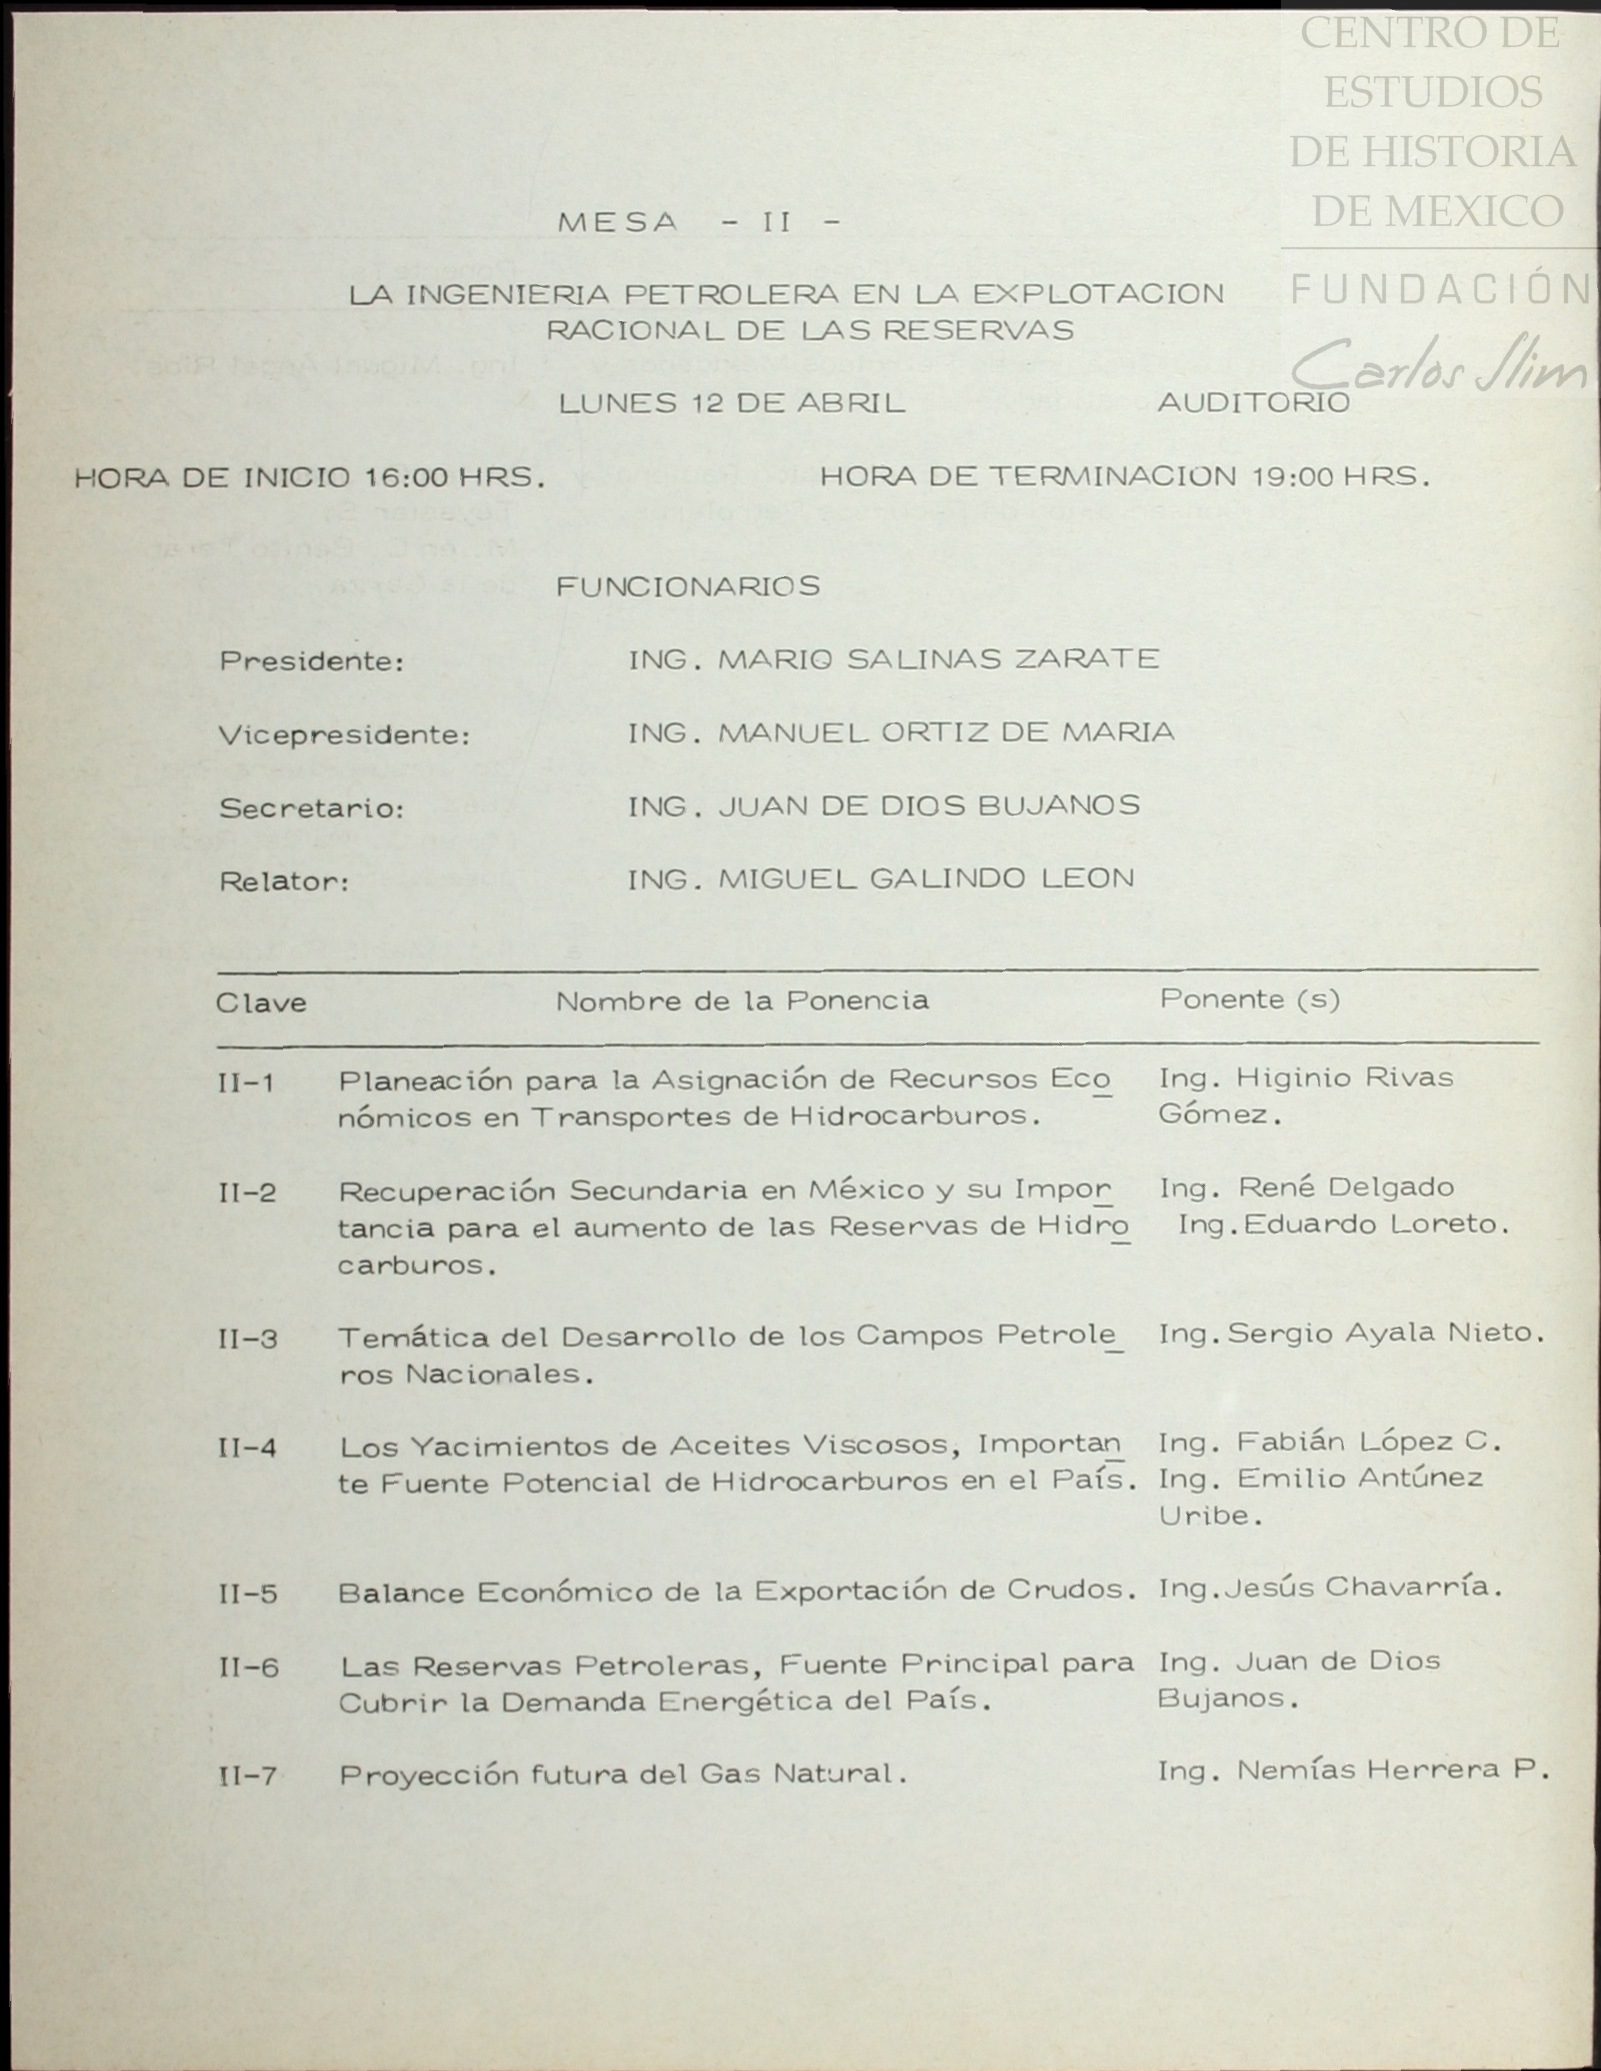 CENTRO DE
ESTUDIOS
DE HISTORIA
DE MEXICO
FUNDACIÓN
Carlos Slim
MESA - II -
LA INGENIERIA PETROLERA EN LA EXPLOTACION
RACIONAL DE LAS RESERVAS
LUNES 12 DE ABRIL AUDITORIO
HORA DE INICIO 16:00 HRS. HORA DE TERMINACION 19:00 HRS.
FUNCIONARIOS
Presidente: ING. MARIO SALINAS ZARATE
Vicepresidente: ING. MANUEL ORTIZ DE MARIA
Secretario: ING. JUAN DE DIOS BUJANOS
Relator: ING. MIGUEL GALINDO LEON
Clave Nombre de la Ponencia Ponente (s)
II-1 Planeación para la Asignación de Recursos Eco Ing. Higinio Rivas
nómicos en Transportes de Hidrocarburos. Gómez.
II-2 Recuperación Secundaria en México y su Impor Ing. René Delgado
tancia para el aumento de las Reservas de Hidro Ing. Eduardo Loreto.
carburos.
II-3 Temática del Desarrollo de los Campos Petrole Ing. Sergio Ayala Nieto.
ros Nacionales.
II-4 Los Yacimientos de Aceites Viscosos, Importan Ing. Fabián López C.
te Fuente Potencial de Hidrocarburos en el País. Ing. Emilio Antúnez
Uribe.
II-5 Balance Económico de la Exportación de Crudos. Ing. Jesús Chavarría.
II-6 Las Reservas Petroleras, Fuente Principal para Ing. Juan de Dios
Cubrir la Demanda Energética del País. Bujanos.
II-7 Proyección futura del Gas Natural. Ing. Nemías Herrera P.